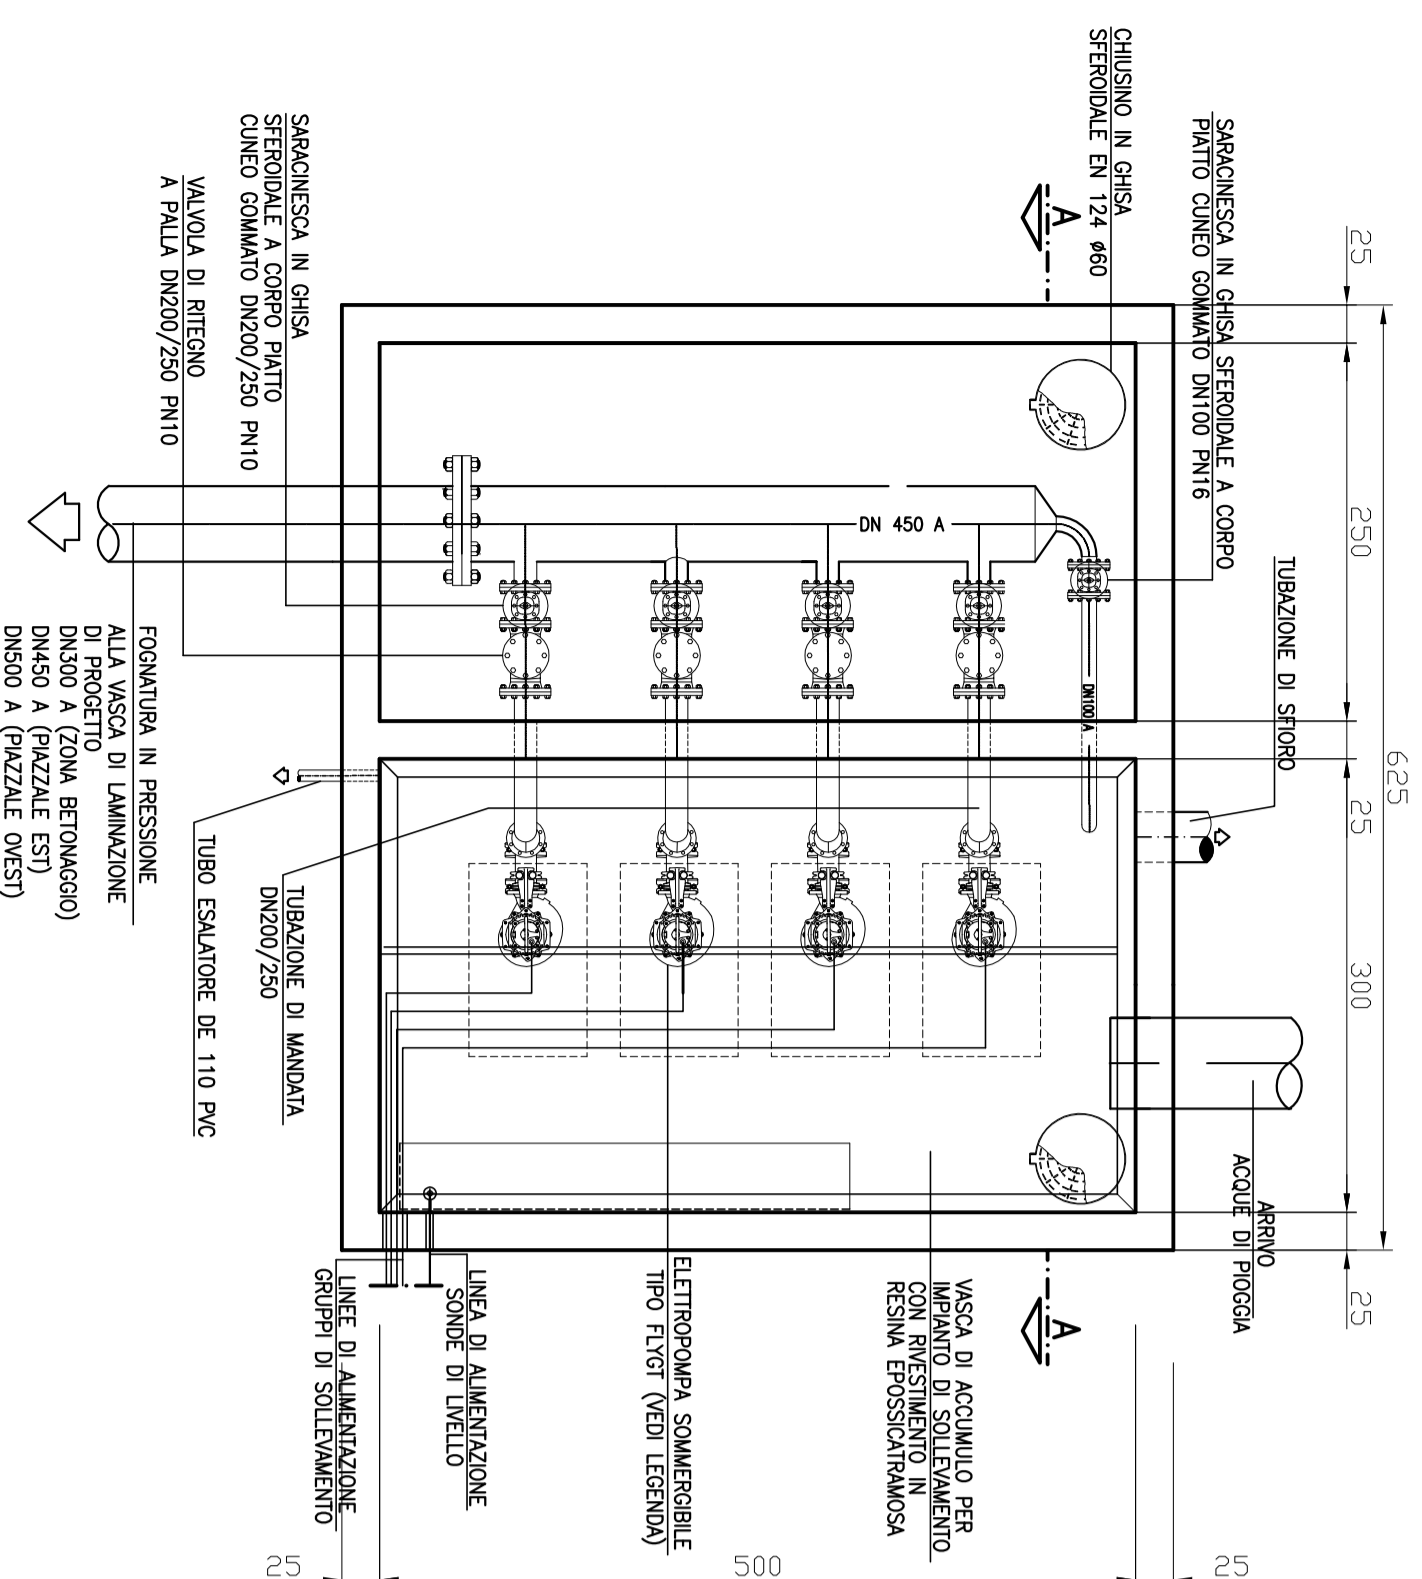 CHIUSINO IN GHISA
SFEROIDALE EN 124 ø60
SARACINESCA IN GHISA SFEROIDALE A CORPO
PIATTO CUNEO GOMMATO DN100 PN16
A
25
250
625
25
300
25
TUBAZIONE DI SFIORO
SARACINESCA IN GHISA
SFEROIDALE A CORPO PIATTO
CUNEO GOMMATO DN200/250 PN10
VALVOLA DI RITEGNO
A PALLA DN200/250 PN10
DN 450 A
DN100 A
FOGNATURA IN PRESSIONE
ALLA VASCA DI LAMINAZIONE
DI PROGETTO
DN300 A (ZONA BETONAGGIO)
DN450 A (PIAZZALE EST)
DN500 A (PIAZZALE OVEST)
TUBO ESALATORE DE 110 PVC
TUBAZIONE DI MANDATA
DN200/250
ARRIVO
ACQUE DI PIOGGIA
A
VASCA DI ACCUMULO PER
IMPIANTO DI SOLLEVAMENTO
CON RIVESTIMENTO IN
RESINA EPOSSICATRAMOSA
ELETTROPOMPA SOMMERGIBILE
TIPO FLYGT (VEDI LEGENDA)
LINEA DI ALIMENTAZIONE
SONDE DI LIVELLO
LINEE DI ALIMENTAZIONE
GRUPPI DI SOLLEVAMENTO
25
500
25